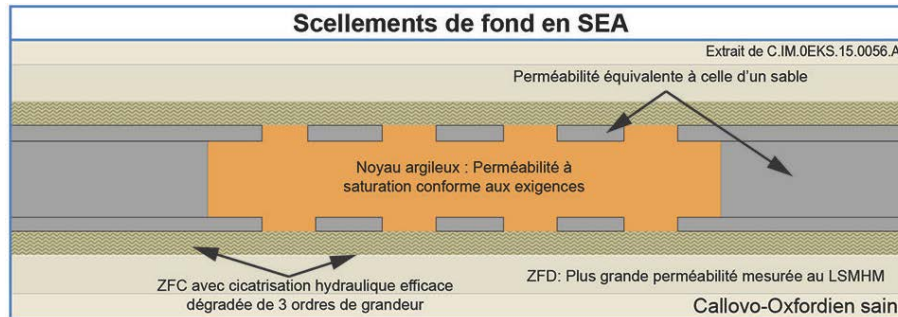 Scellements de fond en SEA
Extrait de C.IM.0EKS.15.0056.A
Perméabilité équivalente à celle d’un sable
Noyau argileux : Perméabilité à
saturation conforme aux exigences
ZFC avec cicatrisation hydraulique efficace
dégradée de 3 ordres de grandeur
ZFD: Plus grande perméabilité mesurée au LSMHM
Callovo-Oxfordien sain